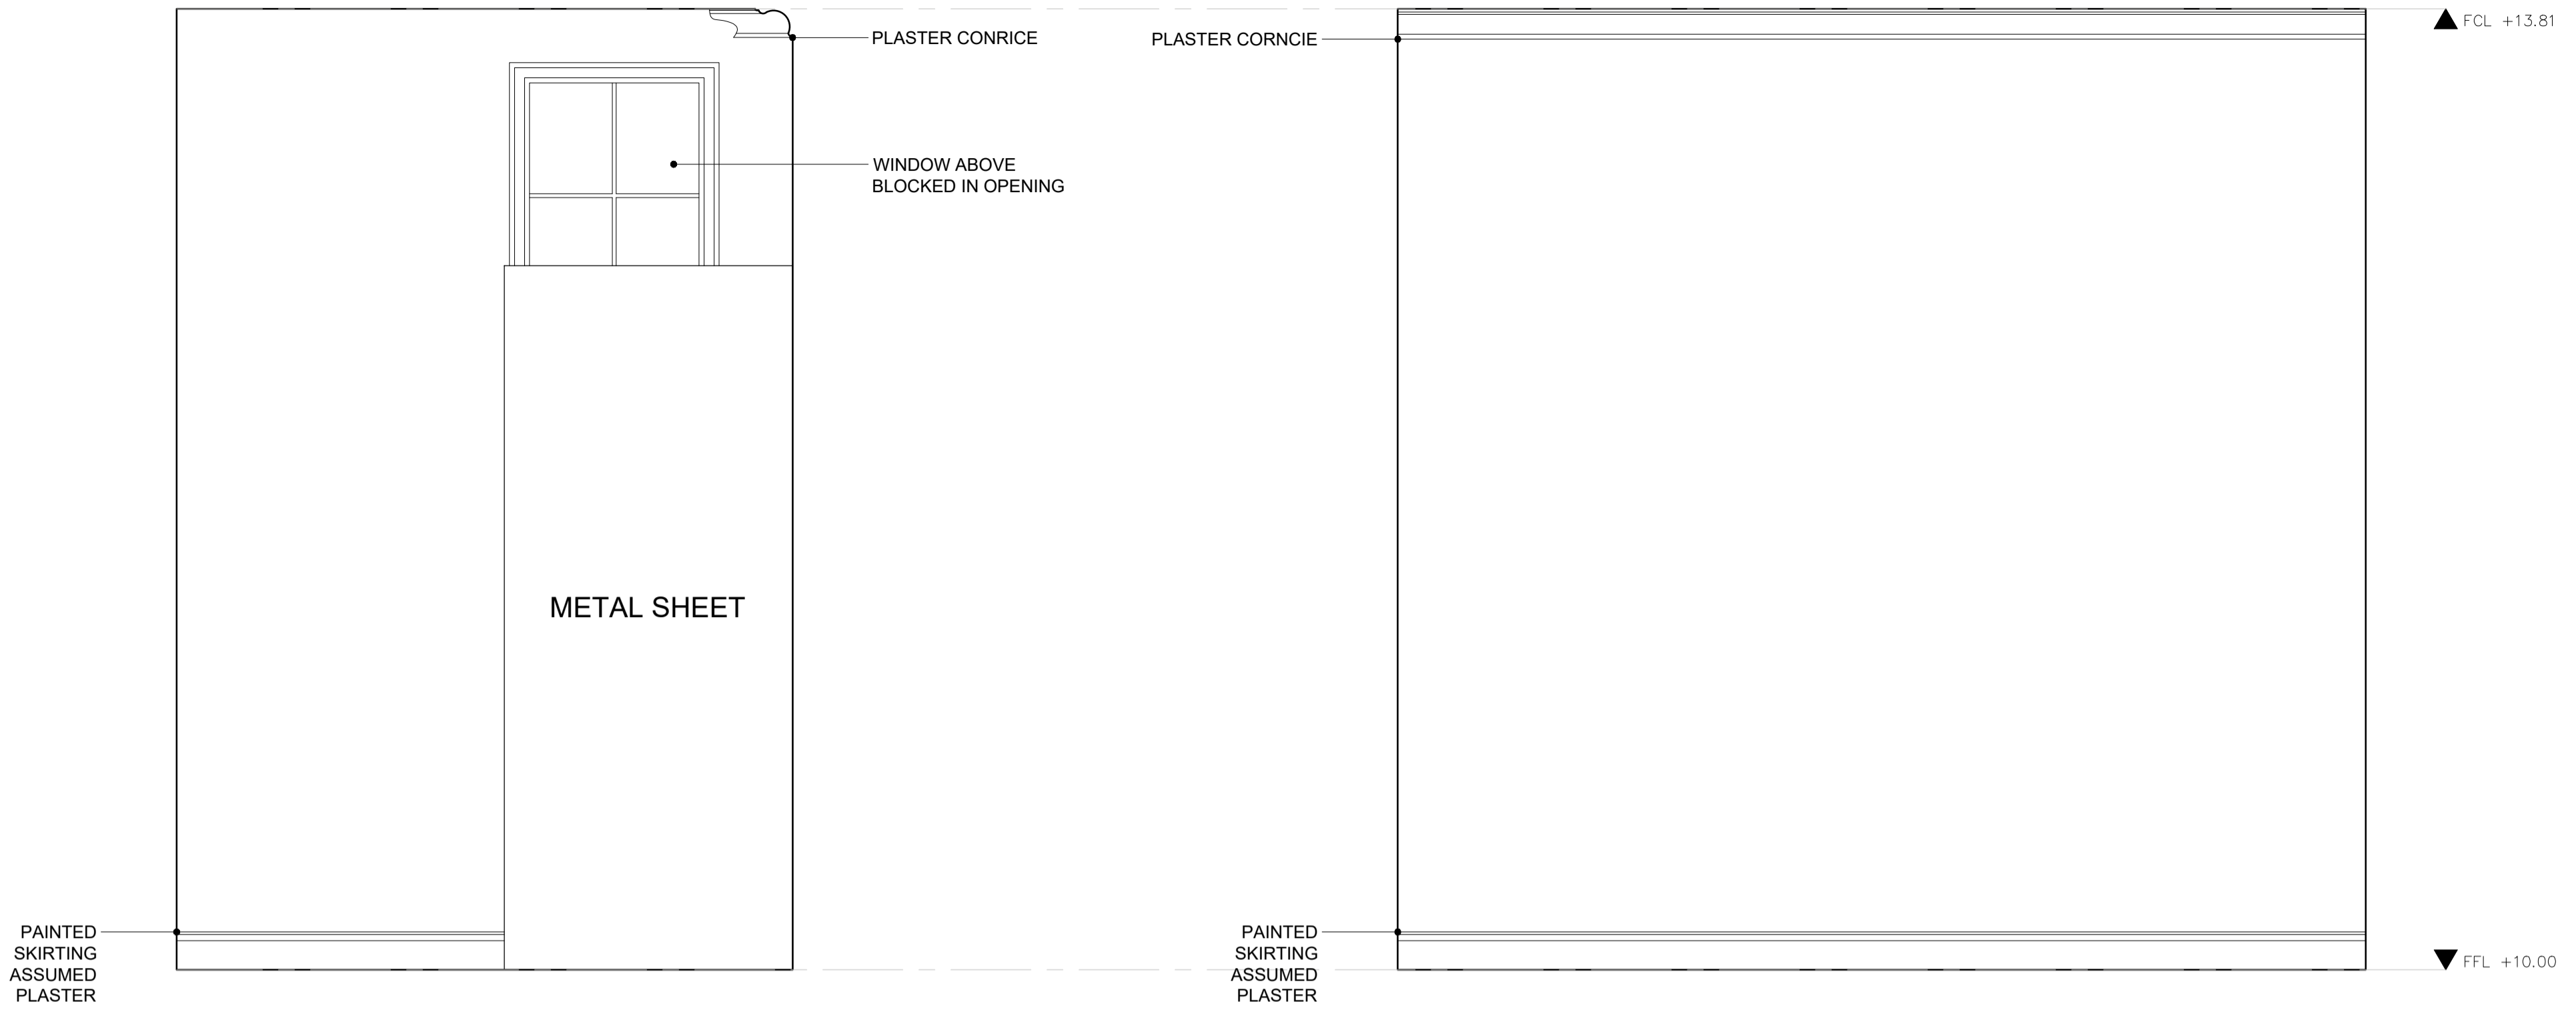 PLASTER CONRICE
PLASTER CORNCIE
FCL +13.81
WINDOW ABOVE
BLOCKED IN OPENING
METAL SHEET
PAINTED
SKIRTING
ASSUMED
PLASTER
PAINTED
SKIRTING
ASSUMED
PLASTER
FFL +10.00